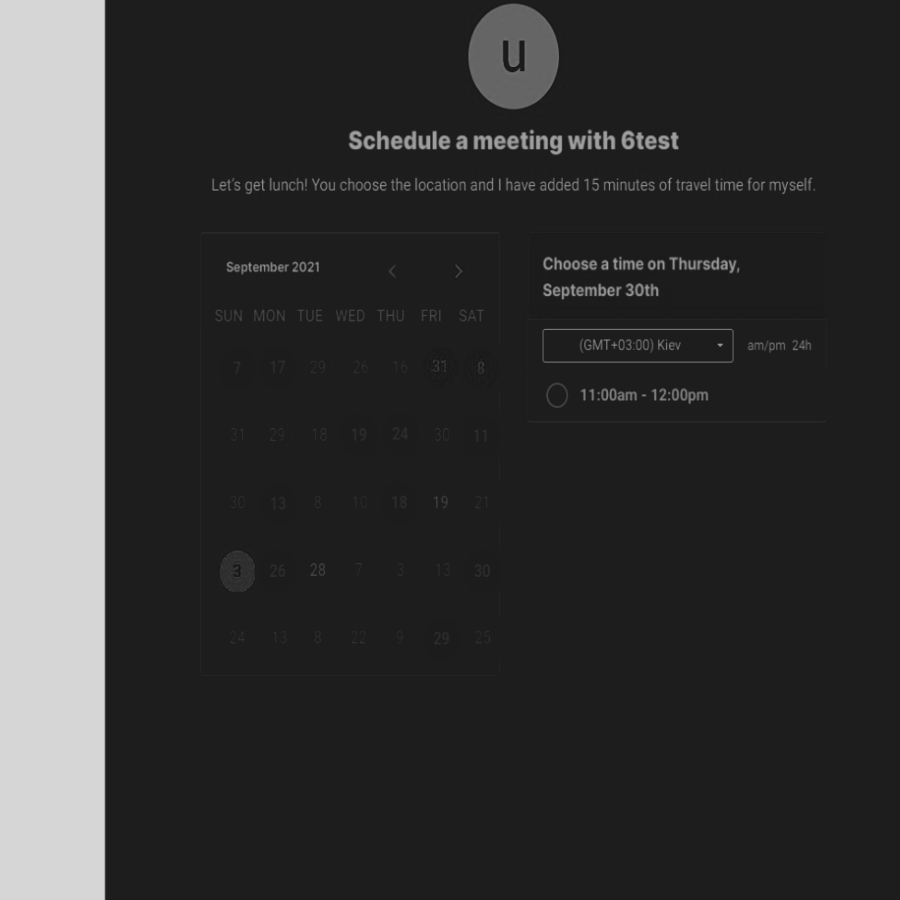 u
Schedule a meeting with 6test
Let's get lunch! You choose the location and I have added 15 minutes of travel time for myself.
September 2021
SUN MON TUE WED THU FRI SAT
7 17 29 26 16 31 8
31 29 18 19 24 30 11
30 13 8 10 18 19 21
3 26 28 7 3 13 30
24 13 8 22 9 29 25
Choose a time on Thursday,
September 30th
(GMT+03:00) Kiev am/pm 24h
11:00am - 12:00pm